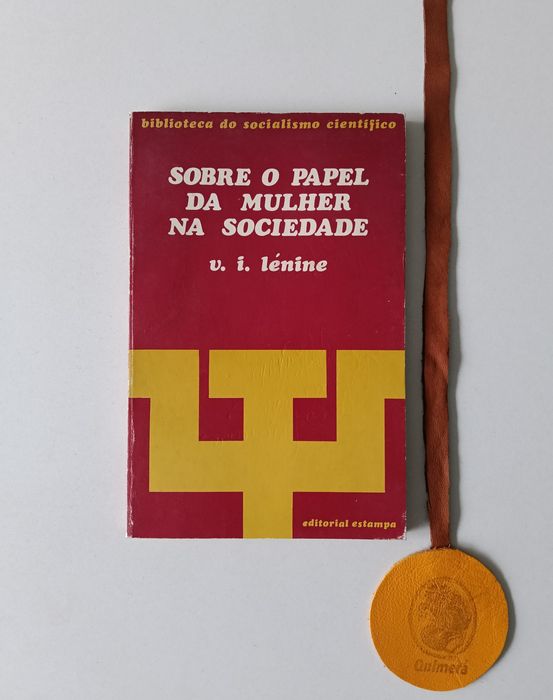 biblioteca do socialismo científico
SOBRE O PAPEL
DA MULHER
NA SOCIEDADE
v. i. lénine
editorial estampa
Quimera